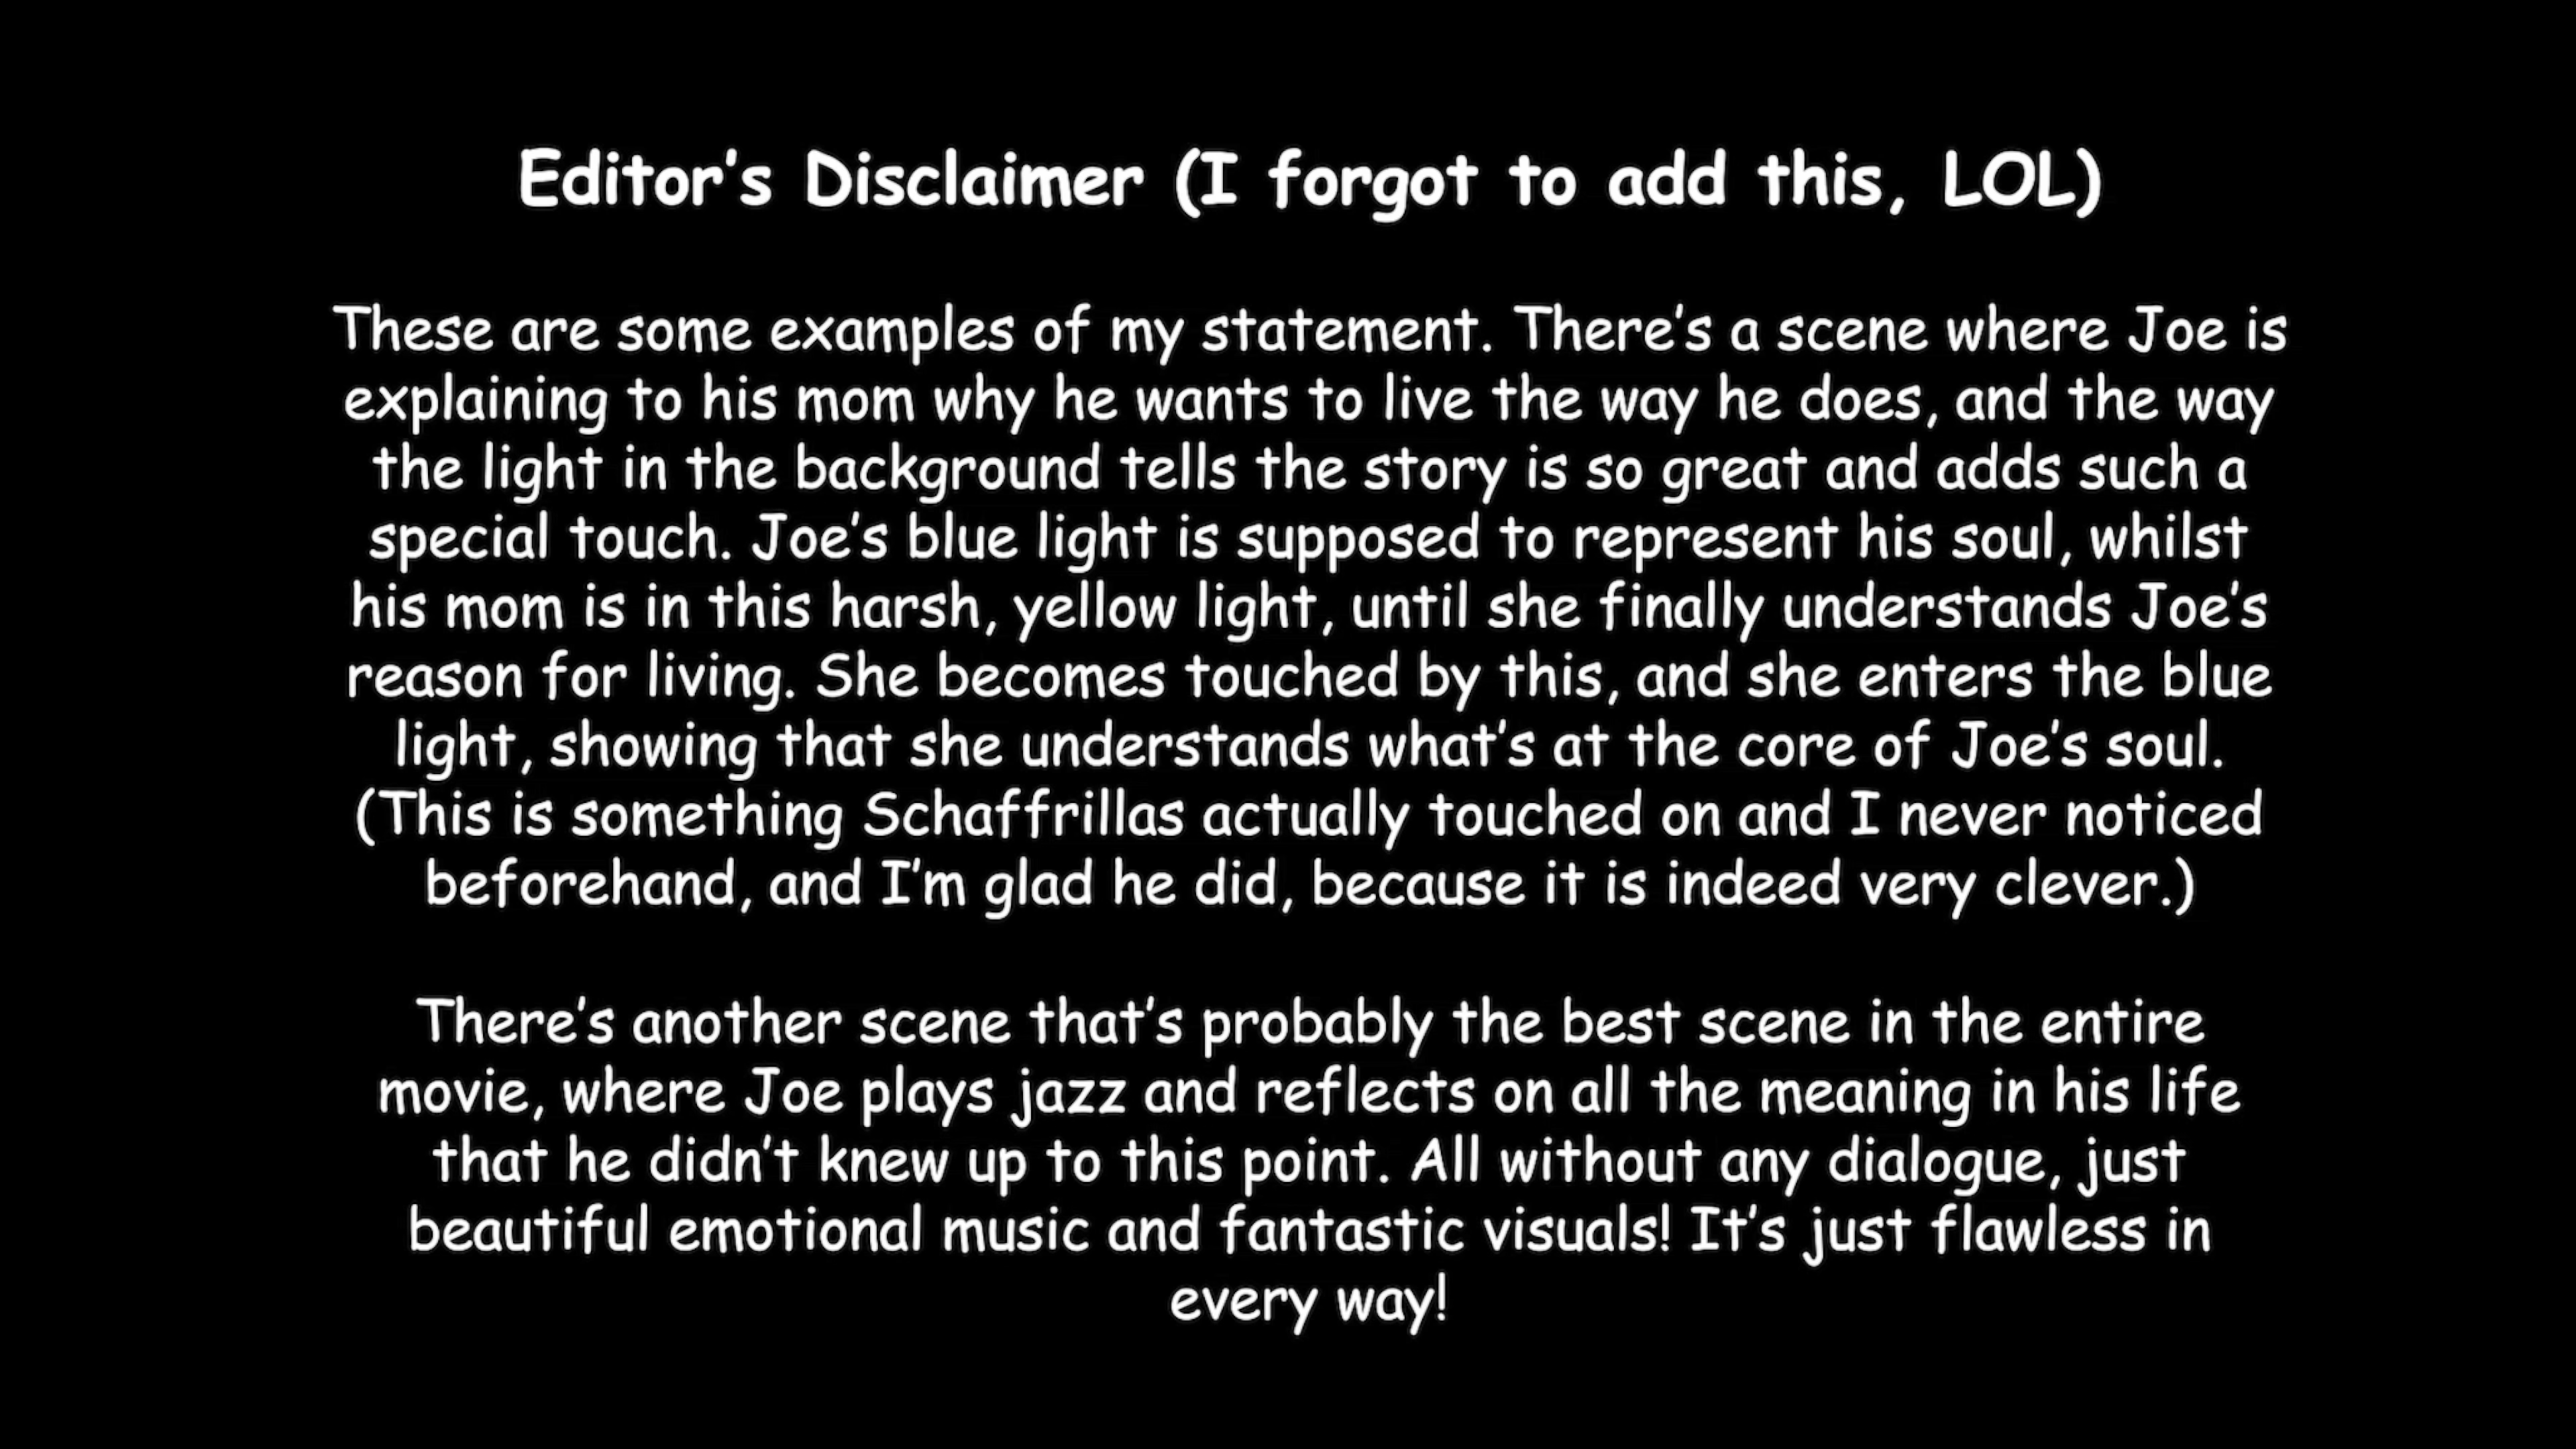 Editor's Disclaimer (I forgot to add this, LOL)
These are some examples of my statement. There's a scene where Joe is
explaining to his mom why he wants to live the way he does, and the way
the light in the background tells the story is so great and adds such a
special touch. Joe's blue light is supposed to represent his soul, whilst
his mom is in this harsh, yellow light, until she finally understands Joe's
reason for living. She becomes touched by this, and she enters the blue
light, showing that she understands what's at the core of Joe's soul.
(This is something Schaffrillas actually touched on and I never noticed
beforehand, and I'm glad he did, because it is indeed very clever.)
There's another scene that's probably the best scene in the entire
movie, where Joe plays jazz and reflects on all the meaning in his life
that he didn't knew up to this point. All without any dialogue, just
beautiful emotional music and fantastic visuals! It's just flawless in
every way!